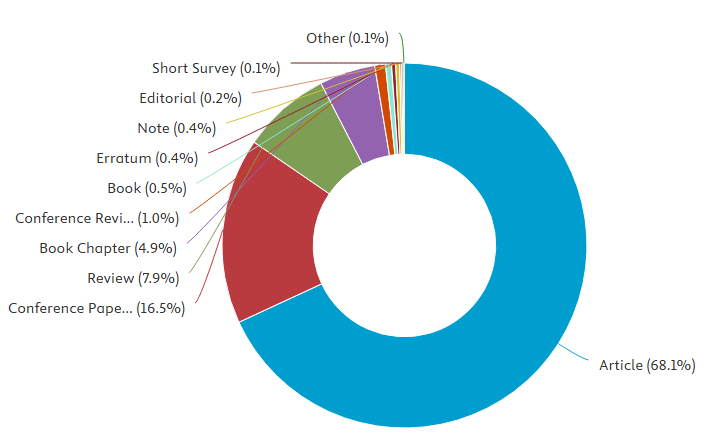 Other (0.1%)
Short Survey (0.1%)
Editorial (0.2%)
Note (0.4%)
Erratum (0.4%)
Book (0.5%)
Conference Revi... (1.0%)
Book Chapter (4.9%)
Review (7.9%)
Conference Pape... (16.5%)
Article (68.1%)